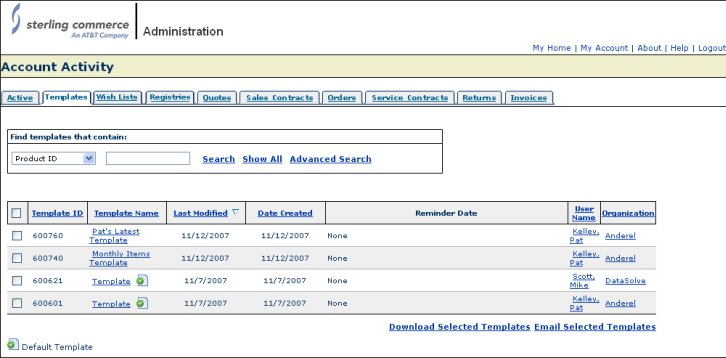 sterling commerce
An AT&T Company
Administration
My Home | My Account | About | Help | Logout
Account Activity
Active Templates Wish Lists Registries Quotes Sales Contracts Orders Service Contracts Returns Invoices
Find templates that contain:
Product ID Search Show All Advanced Search
Template ID Template Name Last Modified Date Created Reminder Date User Name Organization
600760 Pat's Latest Template 11/12/2007 11/12/2007 None Kelley, Pat Anderel
600740 Monthly Items Template 11/12/2007 11/12/2007 None Kelley, Pat Anderel
600621 Template 11/7/2007 11/7/2007 None Scott, Mike DataSolve
600601 Template 11/7/2007 11/7/2007 None Kelley, Pat Anderel
Download Selected Templates Email Selected Templates
Default Template